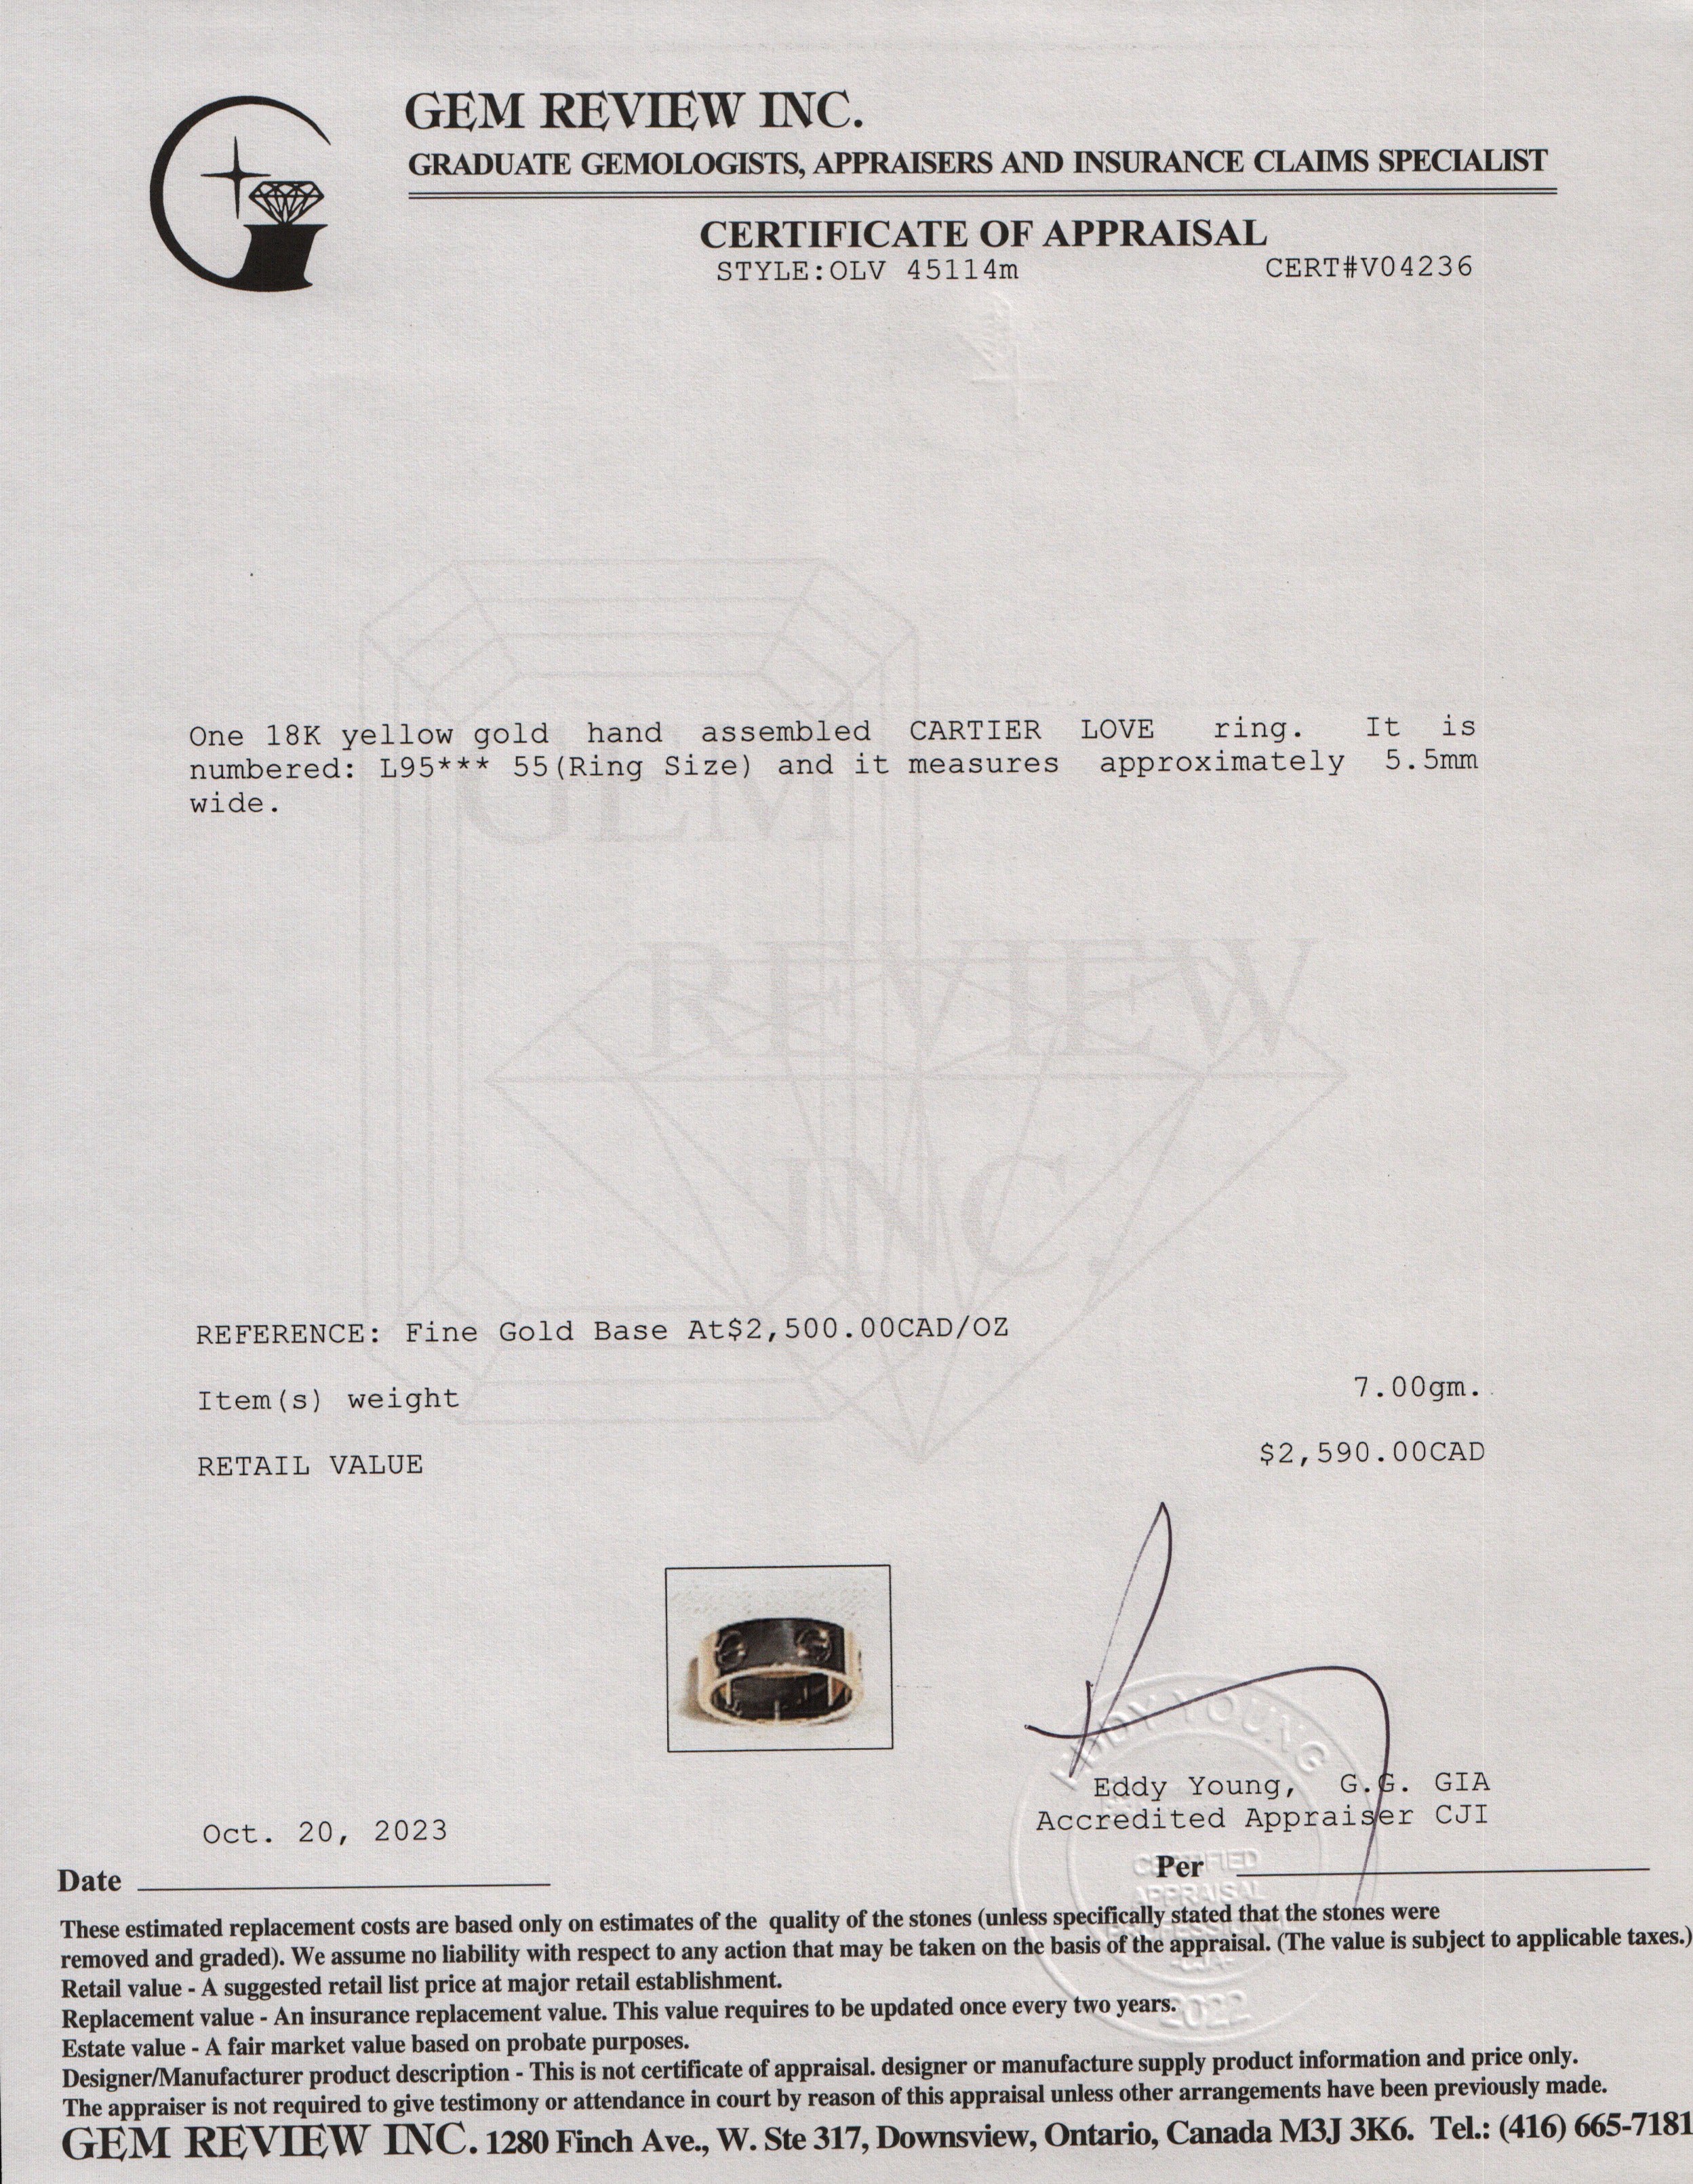 GEM REVIEW INC.
GRADUATE GEMOLOGISTS, APPRAISERS AND INSURANCE CLAIMS SPECIALIST
CERTIFICATE OF APPRAISAL
STYLE:OLV 45114m CERT#V04236
One 18K yellow gold hand assembled CARTIER LOVE ring. It is
numbered: L95*** 55(Ring Size) and it measures approximately 5.5mm
wide.
GEM
REVIEW
INC.
REFERENCE: Fine Gold Base At$2,500.00CAD/OZ
Item(s) weight 7.00gm.
RETAIL VALUE $2,590.00CAD
EDDY YOUNG
Eddy Young, G.G. GIA
Accredited Appraiser CJI
Oct. 20, 2023
Date
Per
CERTIFIED
APPRAISAL
2022
These estimated replacement costs are based only on estimates of the quality of the stones (unless specifically stated that the stones were
removed and graded). We assume no liability with respect to any action that may be taken on the basis of the appraisal. (The value is subject to applicable taxes.)
Retail value - A suggested retail list price at major retail establishment.
Replacement value - An insurance replacement value. This value requires to be updated once every two years.
Estate value - A fair market value based on probate purposes.
Designer/Manufacturer product description - This is not certificate of appraisal. designer or manufacture supply product information and price only.
The appraiser is not required to give testimony or attendance in court by reason of this appraisal unless other arrangements have been previously made.
GEM REVIEW INC. 1280 Finch Ave., W. Ste 317, Downsview, Ontario, Canada M3J 3K6. Tel.: (416) 665-7181